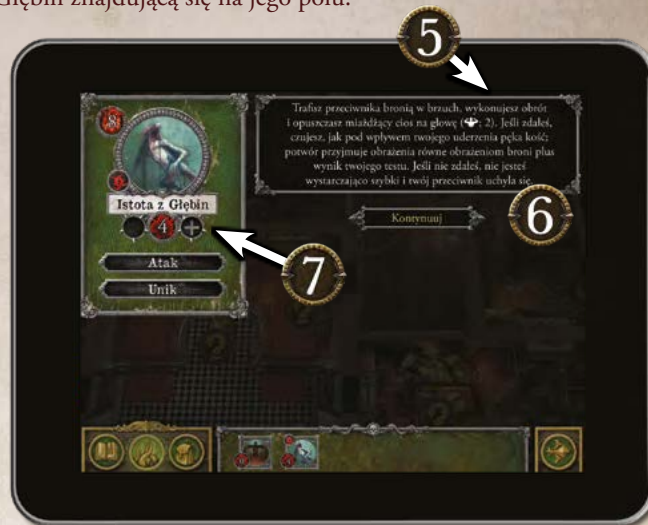 Głębin znajdującą się na jego polu.
5
8
Trafisz przeciwnika bronią w brzuch, wykonujesz obrót
i opuszczasz miażdżący cios na głowę ( ; 2). Jeśli zdałeś,
czujesz, jak pod wpływem twojego uderzenia pęka kość;
potwór przyjmuje obrażenia równe obrażeniom broni plus
wynik twojego testu. Jeśli nie zdałeś, nie jesteś
wystarczająco szybki i twój przeciwnik uchyla się.
Istota z Głębin
4 +
Kontynuuj
6
7
Atak
Unik